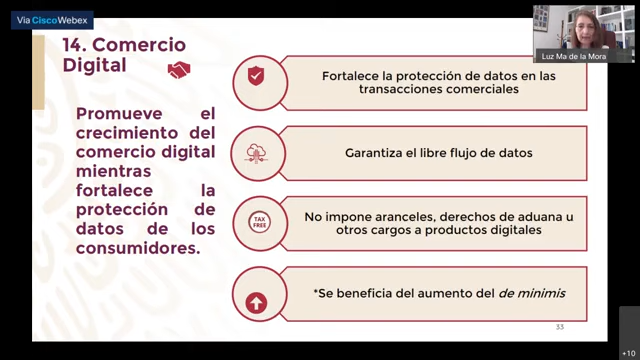 Via CiscoWebex
14. Comercio
Digital
Promueve el
crecimiento del
comercio digital
mientras
fortalece la
protección de
datos de los
consumidores.
Fortalece la protección de datos en las
transacciones comerciales
Garantiza el libre flujo de datos
TAX
FREE
No impone aranceles, derechos de aduana u
otros cargos a productos digitales
*Se beneficia del aumento del de minimis
33
Luz Ma de la Mora
+10